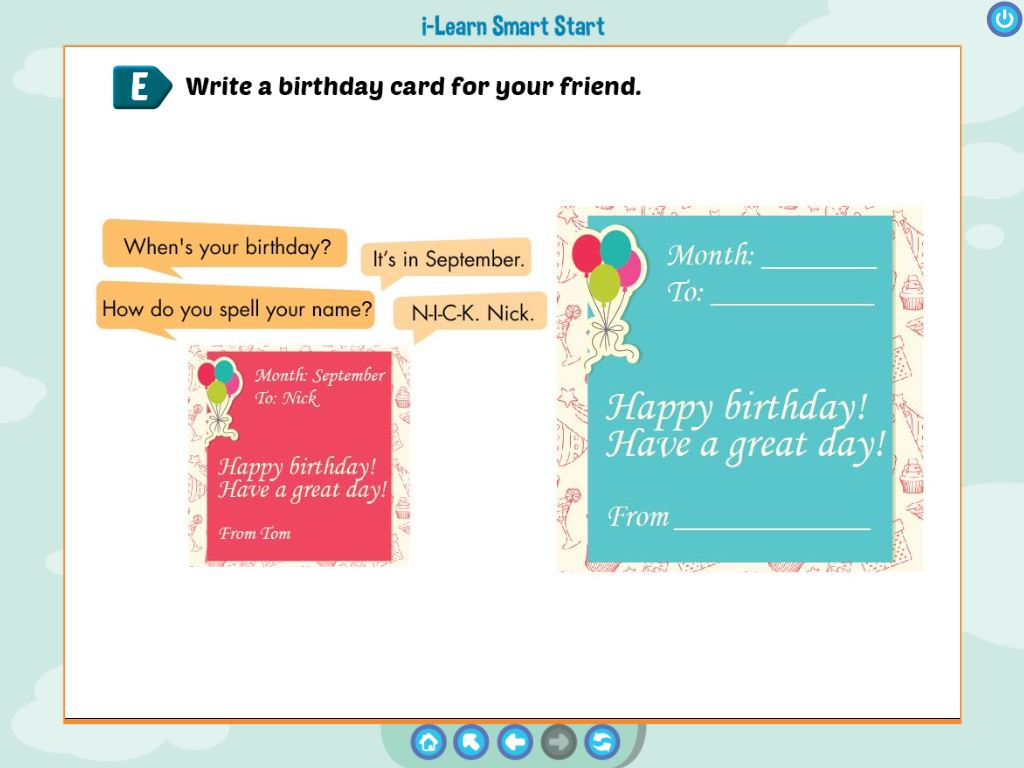 i-Learn Smart Start
E Write a birthday card for your friend.
When's your birthday?
It's in September.
How do you spell your name?
N-I-C-K. Nick.
Month: September
To: Nick
Happy birthday!
Have a great day!
From Tom
Month: ________
To: ____________
Happy birthday!
Have a great day!
From ______________